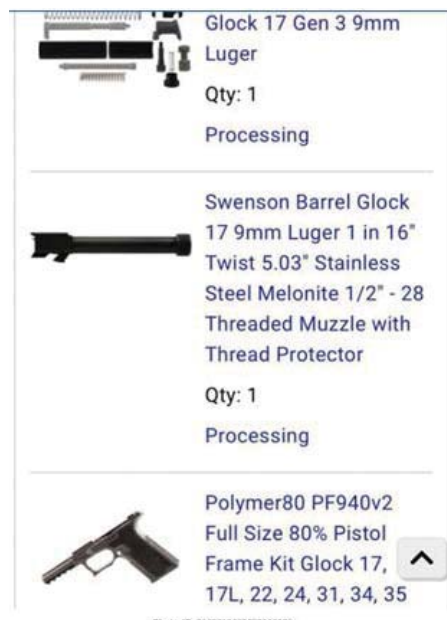 Glock 17 Gen 3 9mm
Luger
Qty: 1
Processing
Swenson Barrel Glock
17 9mm Luger 1 in 16"
Twist 5.03" Stainless
Steel Melonite 1/2" - 28
Threaded Muzzle with
Thread Protector
Qty: 1
Processing
Polymer80 PF940v2
Full Size 80% Pistol
Frame Kit Glock 17,
17L, 22, 24, 31, 34, 35